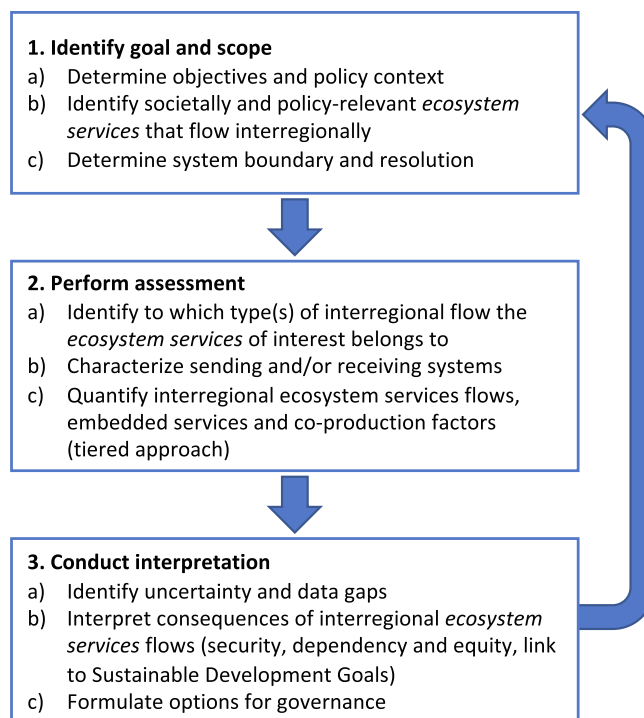 1. Identify goal and scope
a) Determine objectives and policy context
b) Identify societally and policy-relevant ecosystem
services that flow interregionally
c) Determine system boundary and resolution
2. Perform assessment
a) Identify to which type(s) of interregional flow the
ecosystem services of interest belongs to
b) Characterize sending and/or receiving systems
c) Quantify interregional ecosystem services flows,
embedded services and co-production factors
(tiered approach)
3. Conduct interpretation
a) Identify uncertainty and data gaps
b) Interpret consequences of interregional ecosystem
services flows (security, dependency and equity, link
to Sustainable Development Goals)
c) Formulate options for governance